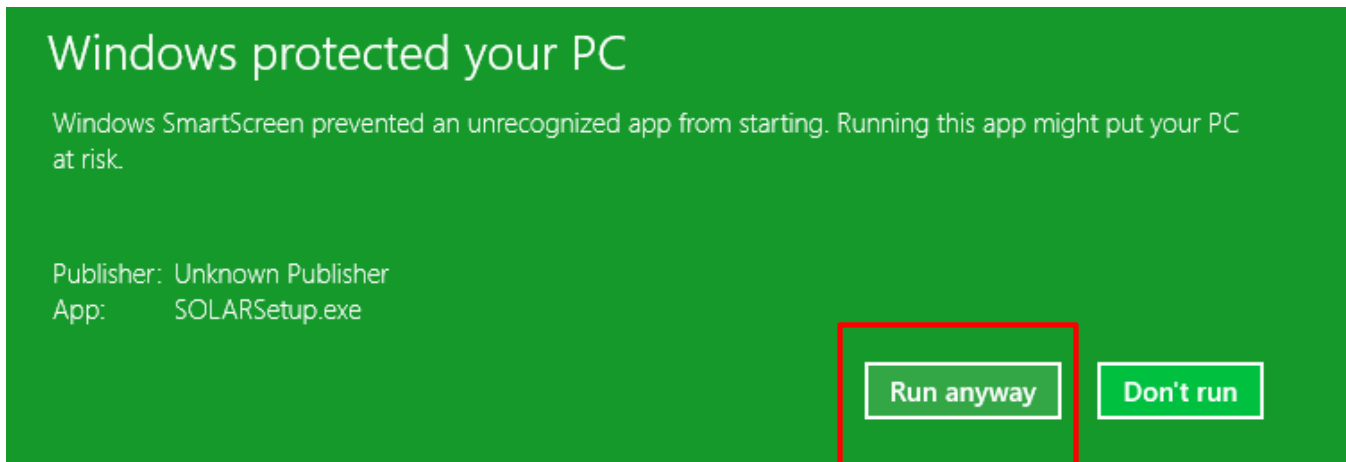 Windows protected your PC
Windows SmartScreen prevented an unrecognized app from starting. Running this app might put your PC
at risk.
Publisher: Unknown Publisher
App: SOLARSetup.exe
Run anyway Don't run